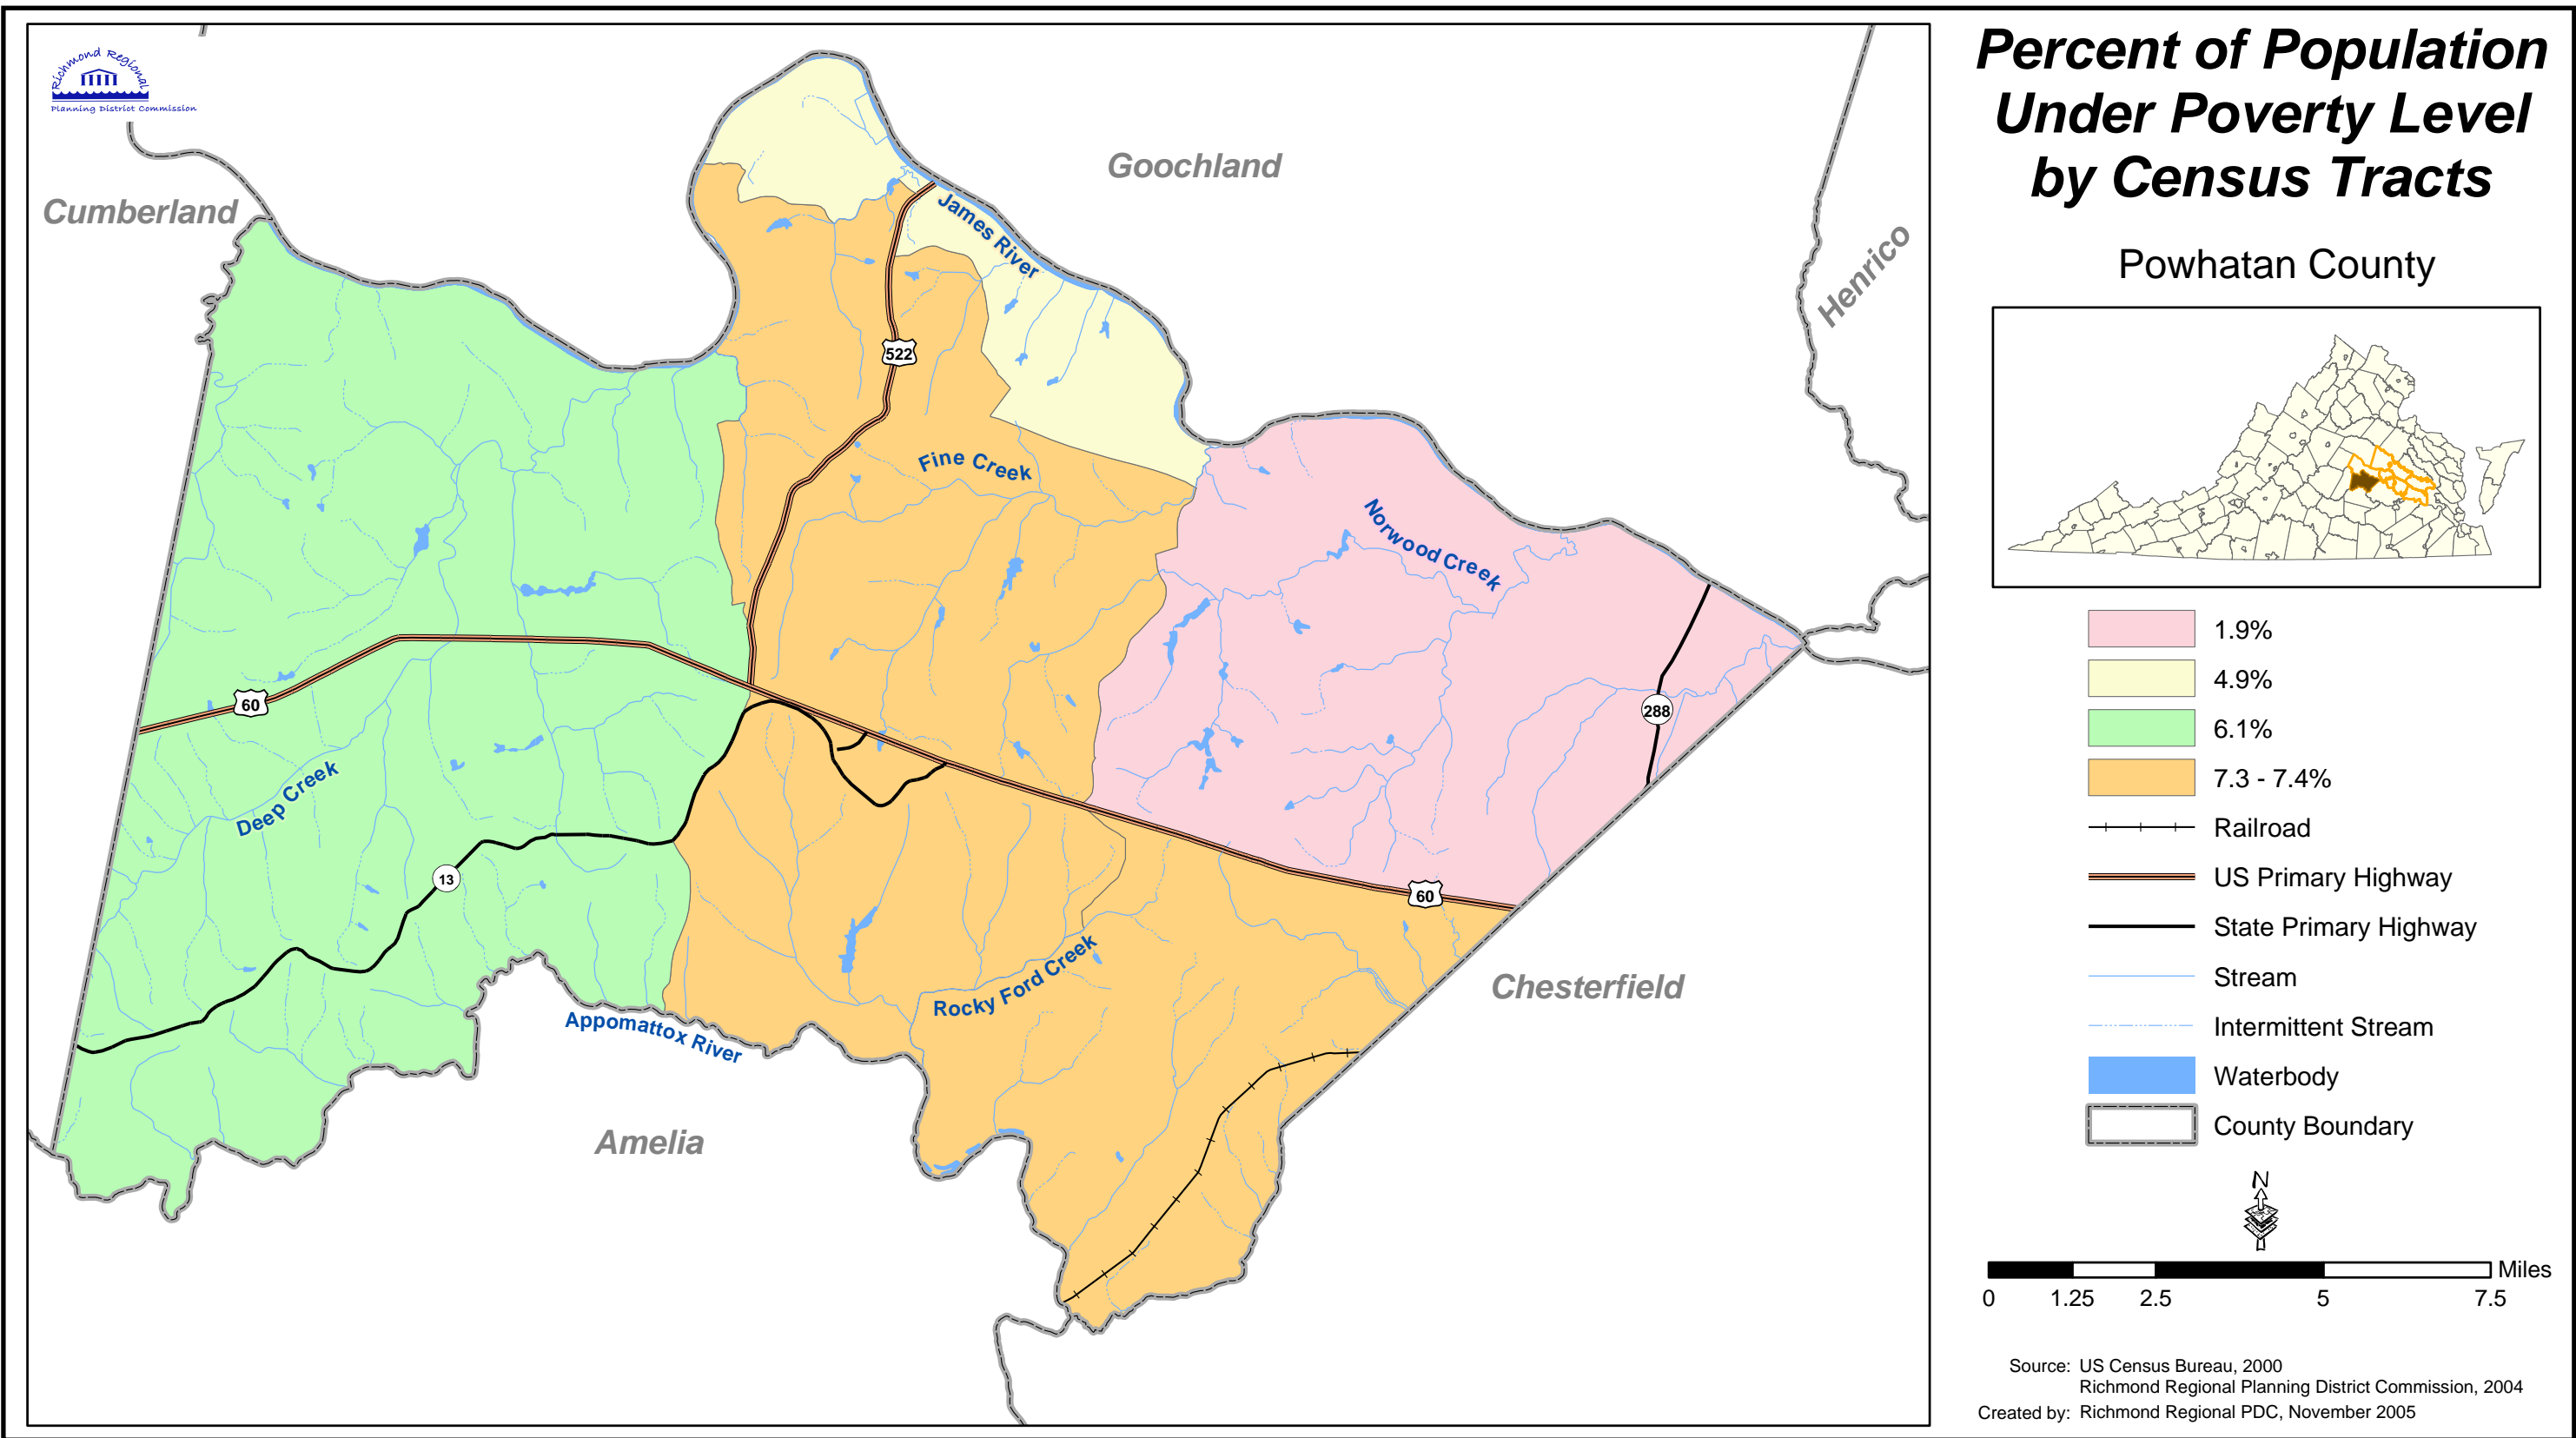 Richmond Regional
Planning District Commission
Percent of Population
Under Poverty Level
by Census Tracts
Powhatan County
Cumberland
Goochland
Henrico
James River
522
Fine Creek
Norwood Creek
60
288
Deep Creek
13
60
Rocky Ford Creek
Chesterfield
Appomattox River
Amelia
1.9%
4.9%
6.1%
7.3 - 7.4%
Railroad
US Primary Highway
State Primary Highway
Stream
Intermittent Stream
Waterbody
County Boundary
N
Miles
0 1.25 2.5 5 7.5
Source: US Census Bureau, 2000
Richmond Regional Planning District Commission, 2004
Created by: Richmond Regional PDC, November 2005